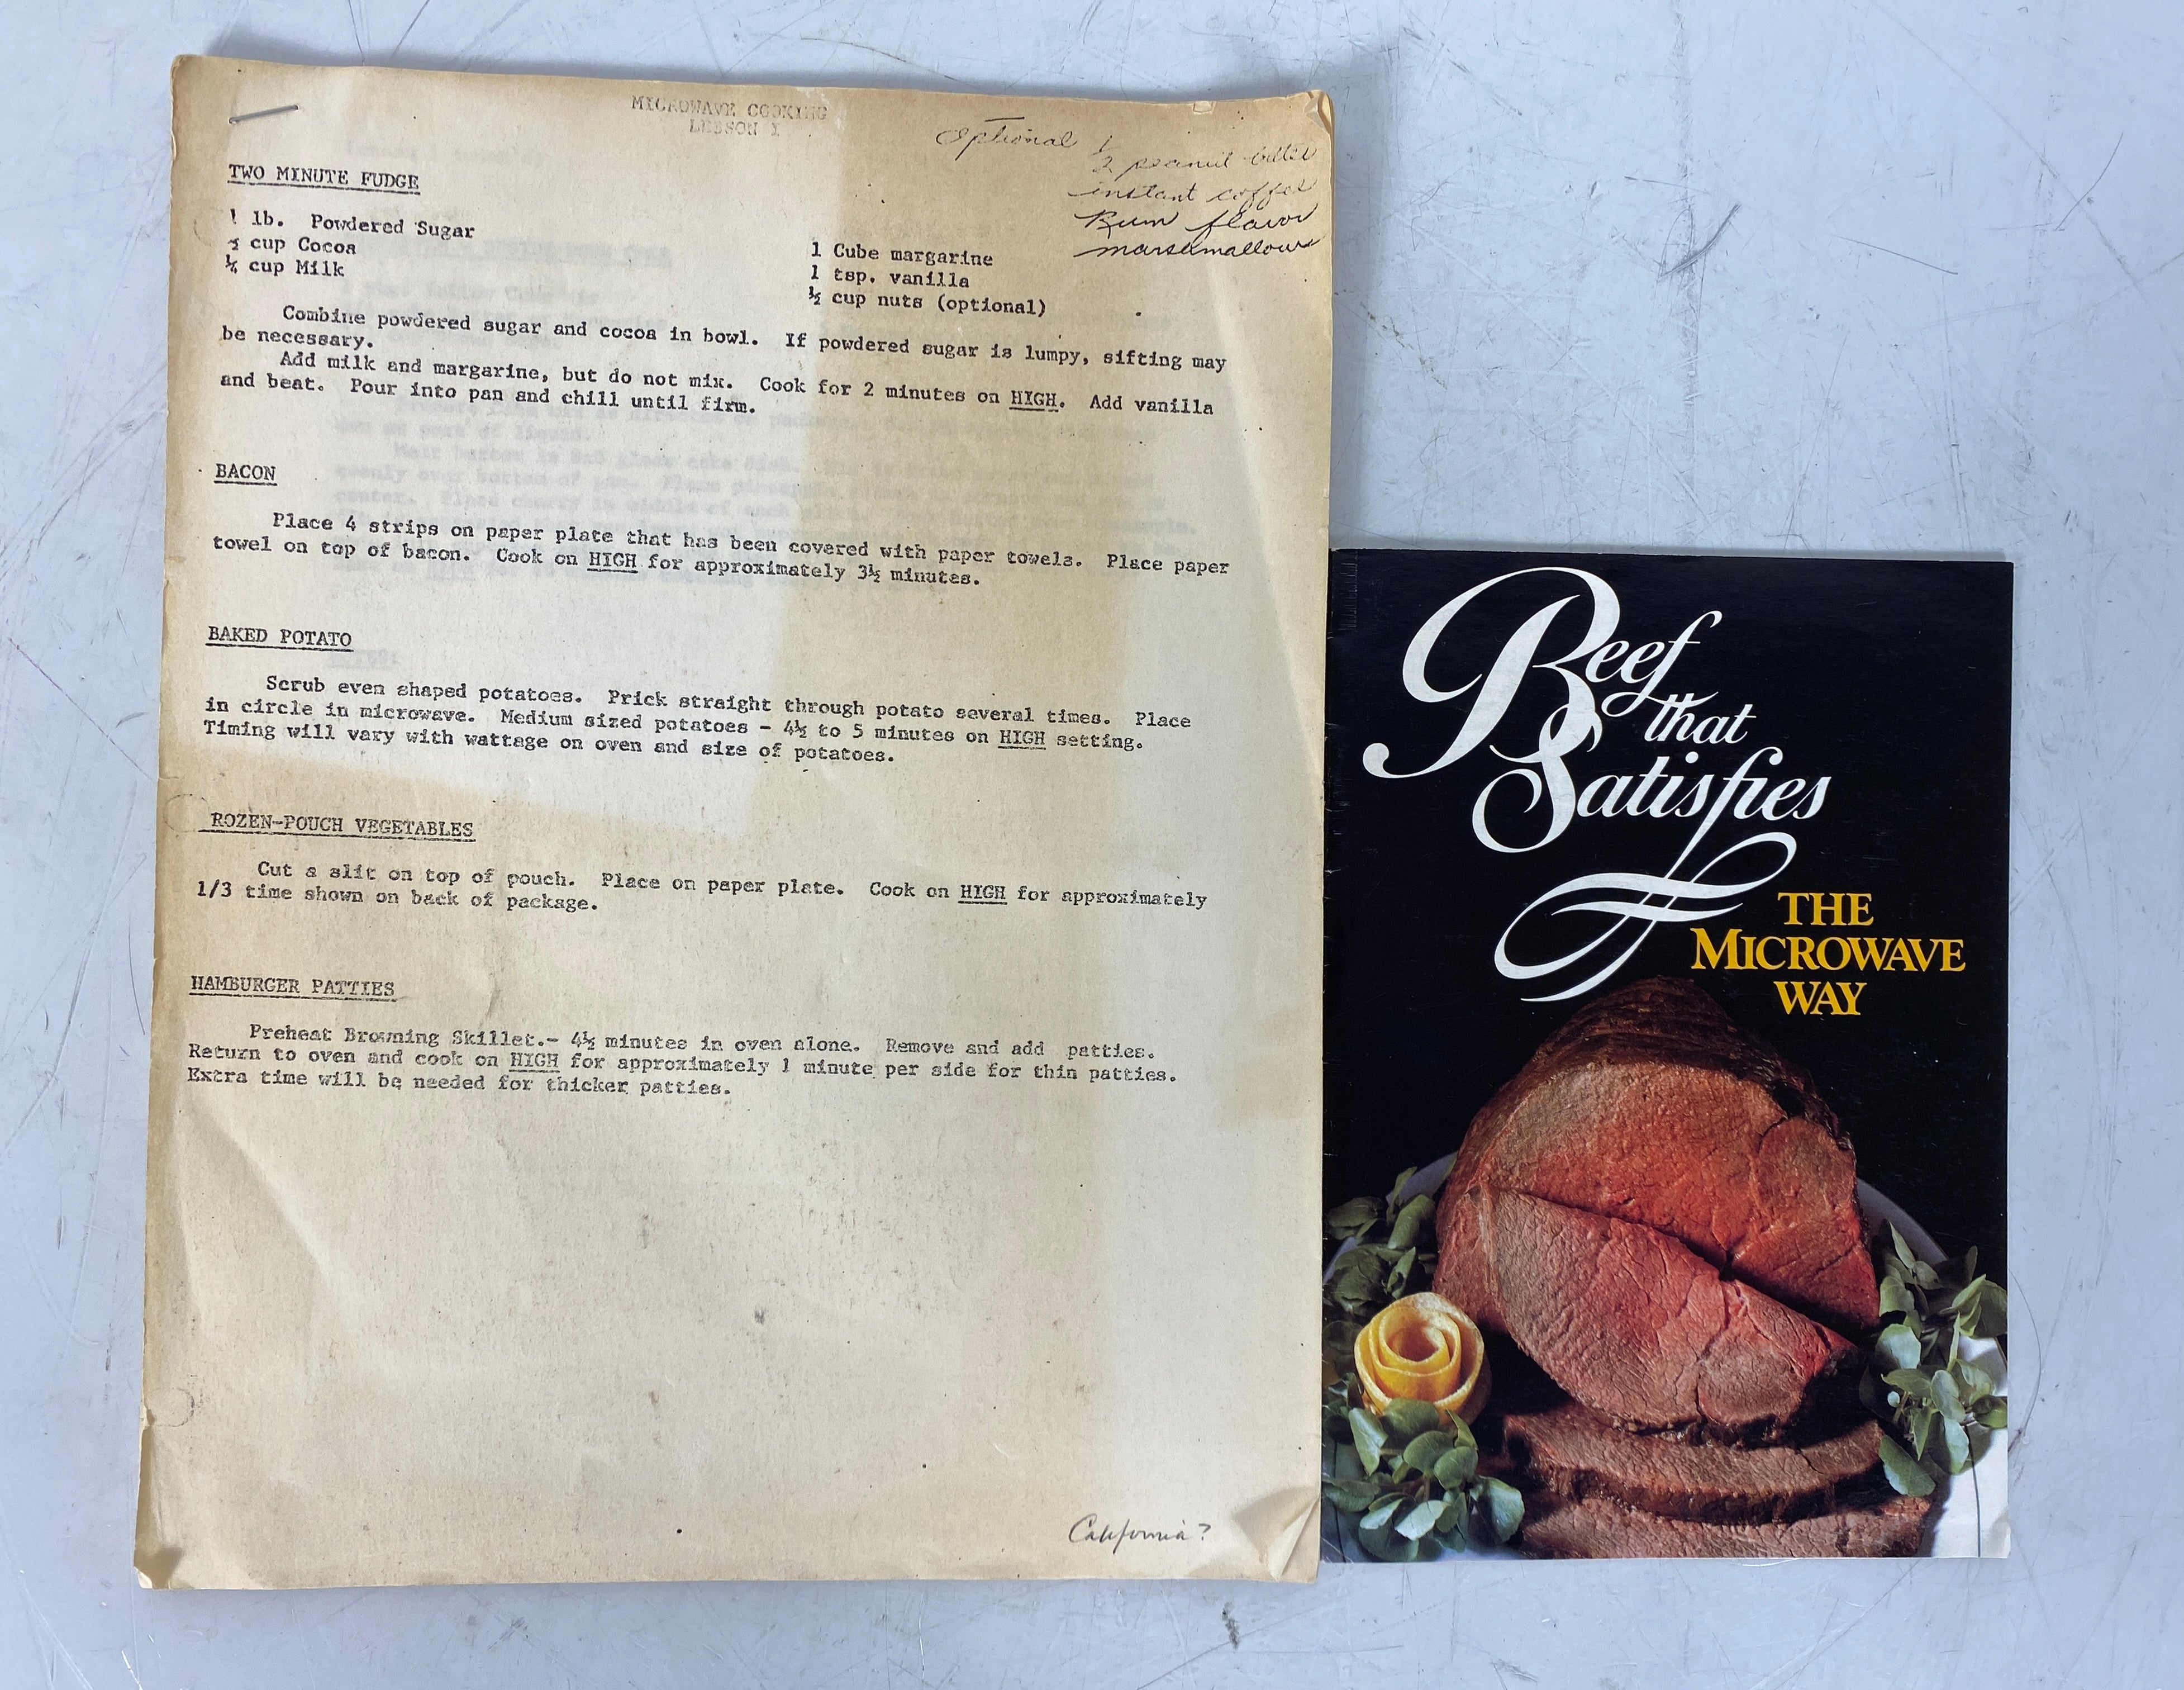 MICROWAVE COOKING
LESSON I
Optional
peanut butter
instant coffee
Rum flavor
marshmallows
TWO MINUTE FUDGE
1 lb. Powdered Sugar
cup Cocoa
¼ cup Milk
1 Cube margarine
1 tsp. vanilla
½ cup nuts (optional)
Combine powdered sugar and cocoa in bowl. If powdered sugar is lumpy, sifting may
be necessary.
Add milk and margarine, but do not mix. Cook for 2 minutes on HIGH. Add vanilla
and beat. Pour into pan and chill until firm.
BACON
Place 4 strips on paper plate that has been covered with paper towels. Place paper
towel on top of bacon. Cook on HIGH for approximately 3½ minutes.
BAKED POTATO
Scrub even shaped potatoes. Prick straight through potato several times. Place
in circle in microwave. Medium sized potatoes - 4½ to 5 minutes on HIGH setting.
Timing will vary with wattage on oven and size of potatoes.
ROZEN-POUCH VEGETABLES
Cut a slit on top of pouch. Place on paper plate. Cook on HIGH for approximately
1/3 time shown on back of package.
HAMBURGER PATTIES
Preheat Browning Skillet.- 4½ minutes in oven alone. Remove and add patties.
Return to oven and cook on HIGH for approximately 1 minute per side for thin patties.
Extra time will be needed for thicker patties.
California?
Beef
that
Satisfies
THE
MICROWAVE
WAY